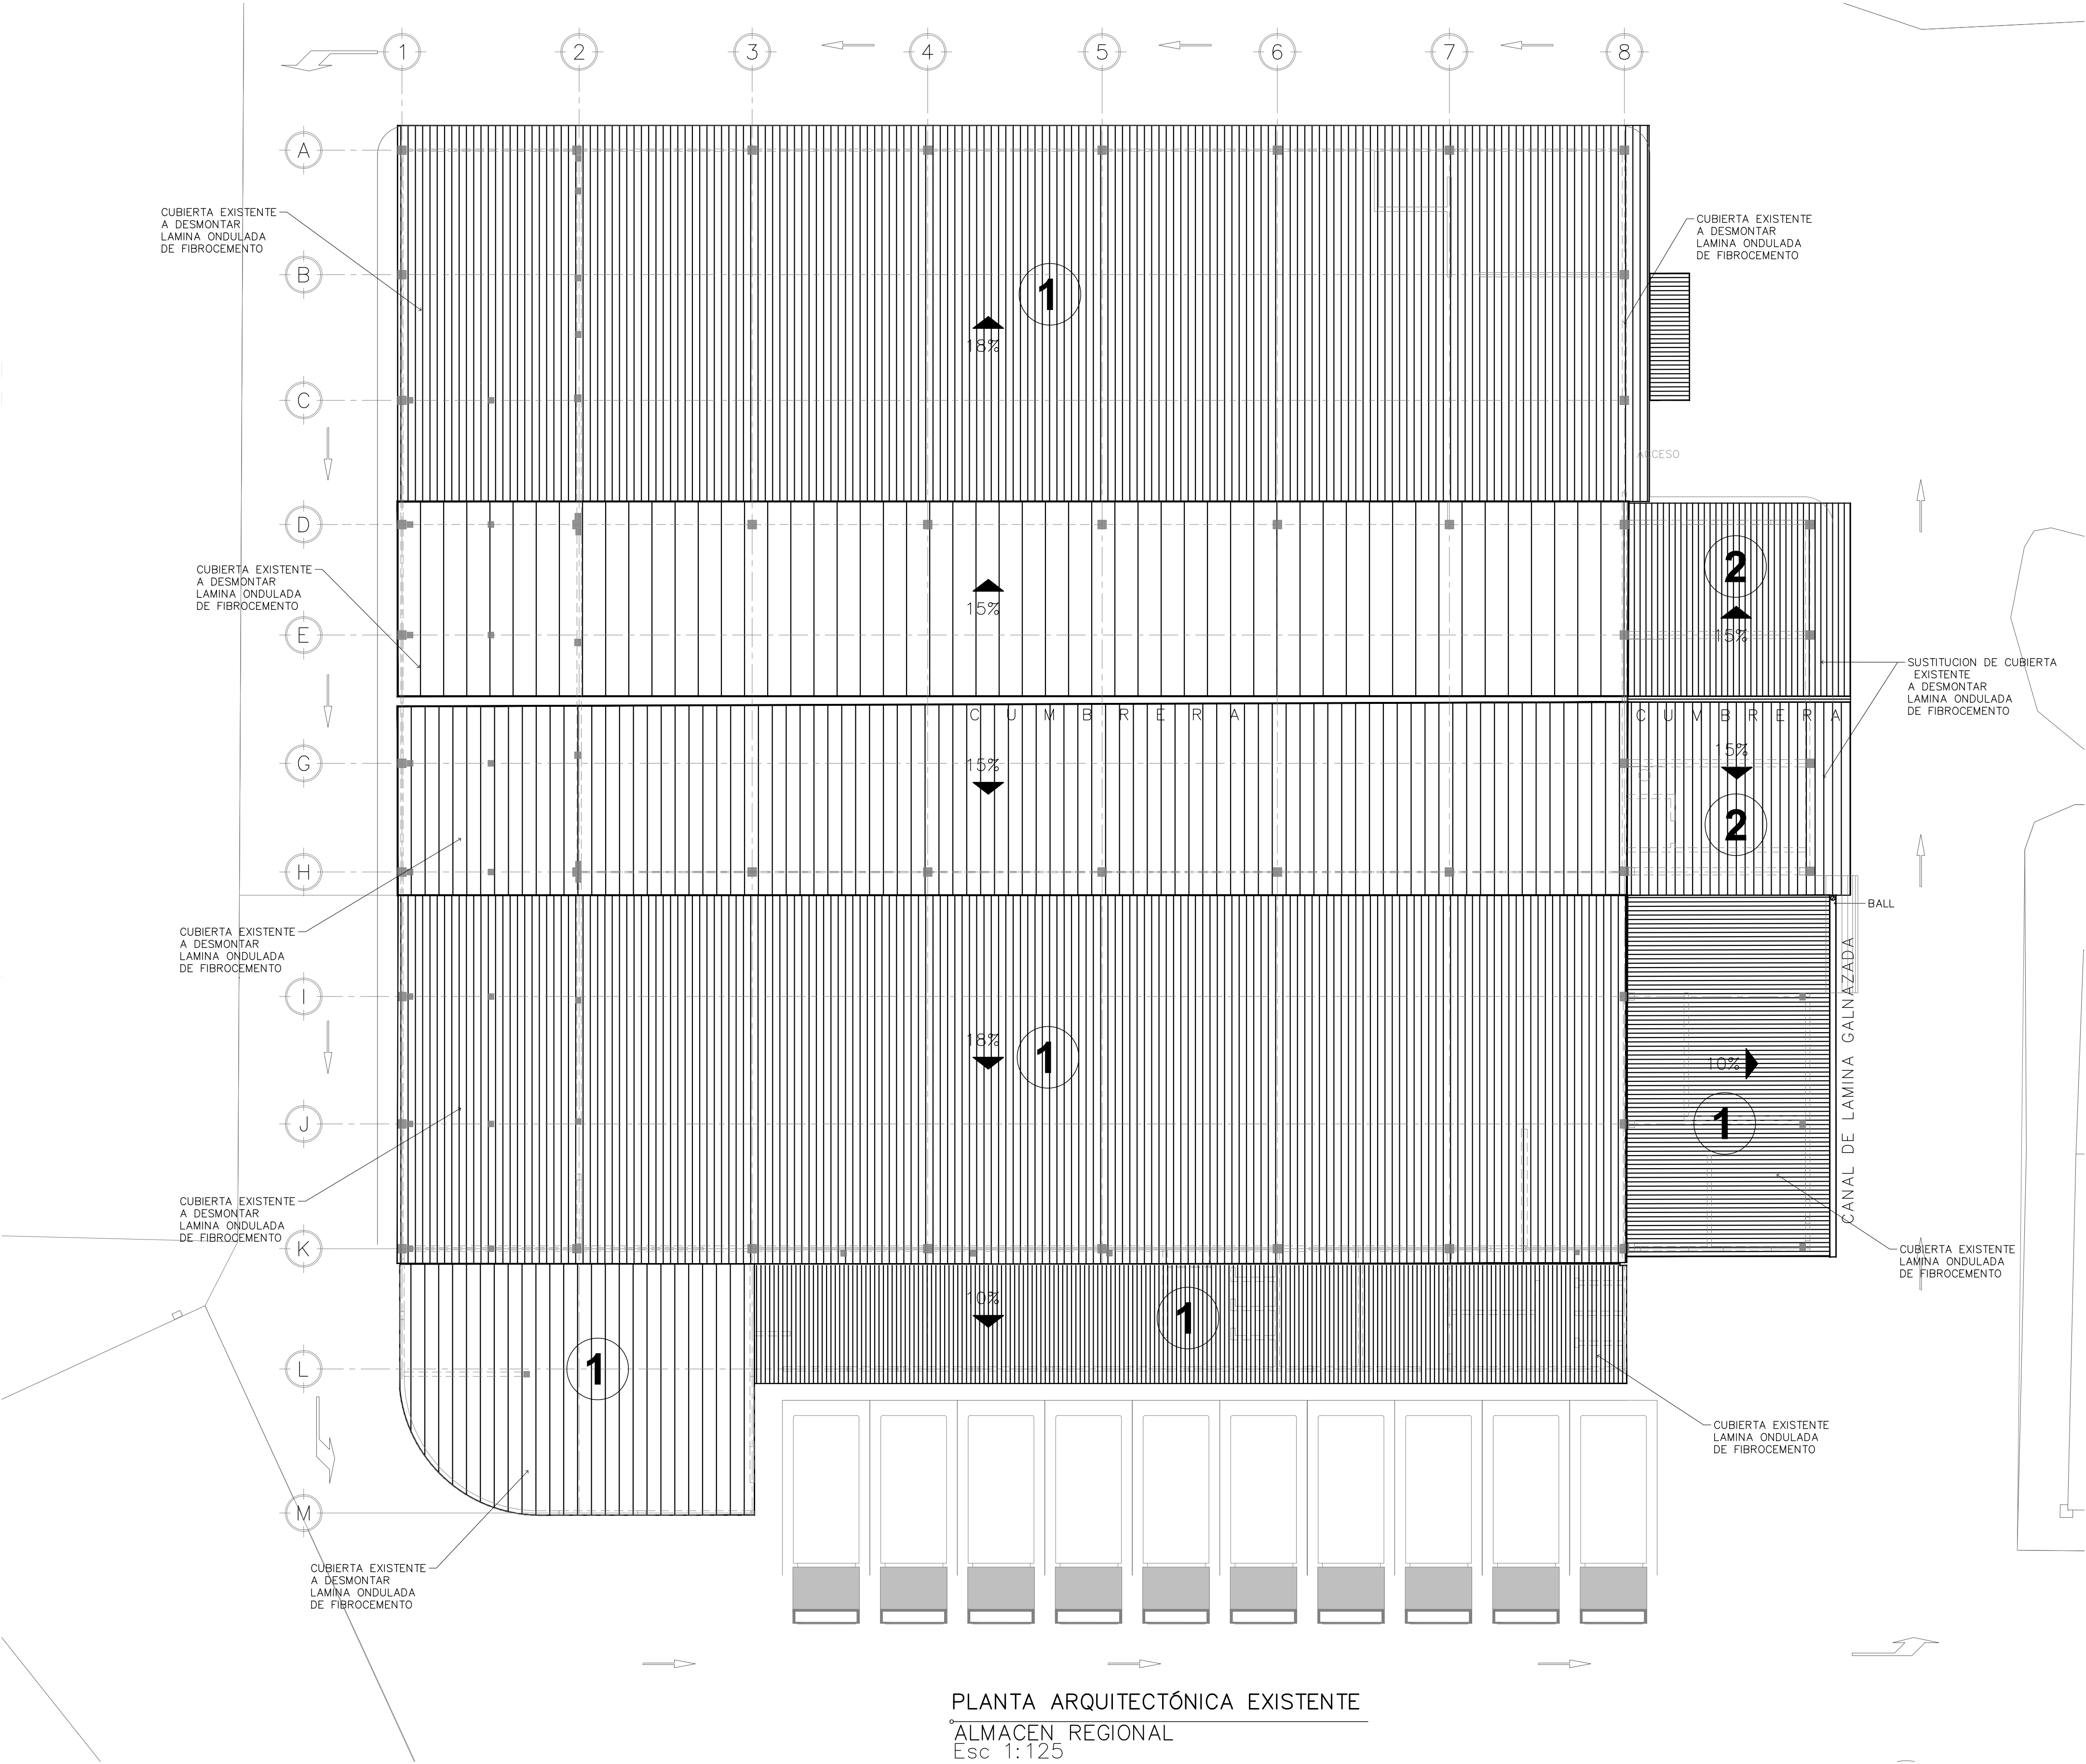 1 2 3 4 5 6 7 8
A
CUBIERTA EXISTENTE
A DESMONTAR
LAMINA ONDULADA
DE FIBROCEMENTO
CUBIERTA EXISTENTE
A DESMONTAR
LAMINA ONDULADA
DE FIBROCEMENTO
B
1
18%
C
ACCESO
D
CUBIERTA EXISTENTE
A DESMONTAR
LAMINA ONDULADA
DE FIBROCEMENTO
15%
2
15%
E
SUSTITUCION DE CUBIERTA
EXISTENTE
A DESMONTAR
LAMINA ONDULADA
DE FIBROCEMENTO
CUMBRERA
CUMBRERA
G
15%
15%
2
H
BALL
CUBIERTA EXISTENTE
A DESMONTAR
LAMINA ONDULADA
DE FIBROCEMENTO
I
18%
1
10%
1
CANAL DE LAMINA GALNAZADA
J
CUBIERTA EXISTENTE
A DESMONTAR
LAMINA ONDULADA
DE FIBROCEMENTO
K
CUBIERTA EXISTENTE
LAMINA ONDULADA
DE FIBROCEMENTO
10%
1
L
1
CUBIERTA EXISTENTE
LAMINA ONDULADA
DE FIBROCEMENTO
M
CUBIERTA EXISTENTE
A DESMONTAR
LAMINA ONDULADA
DE FIBROCEMENTO
PLANTA ARQUITECTÓNICA EXISTENTE
ALMACEN REGIONAL
Esc 1:125